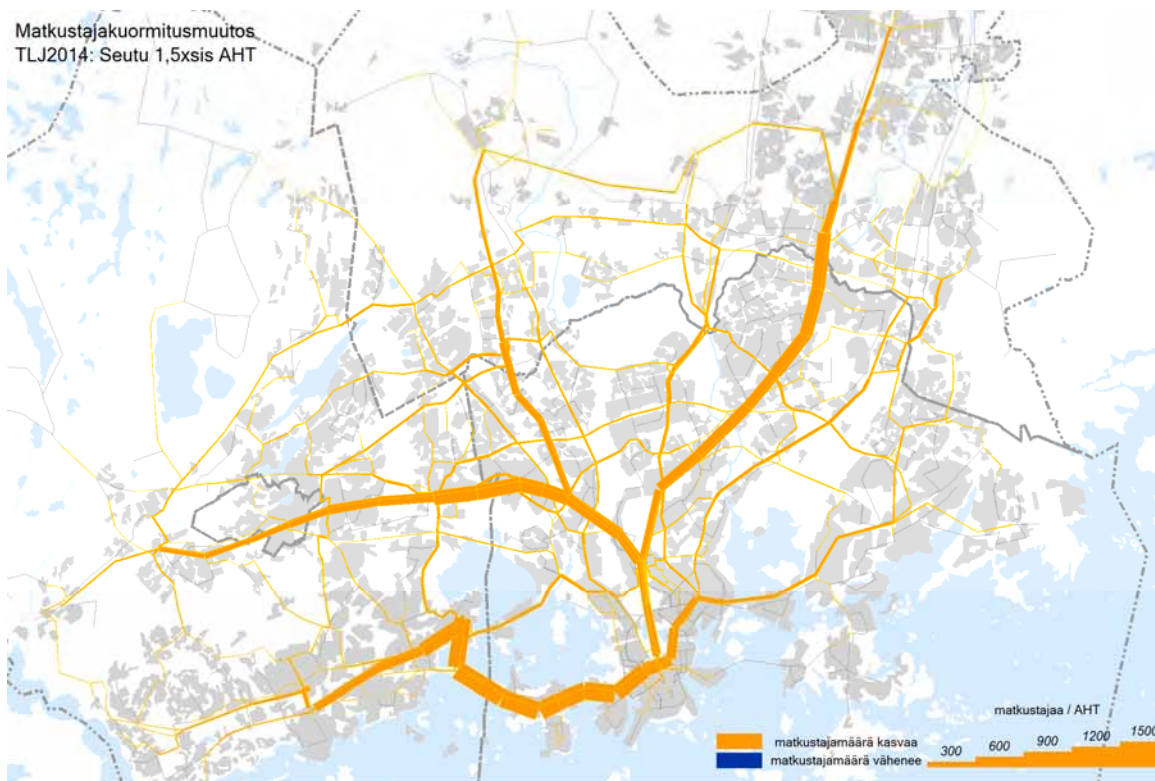 Matkustajakuormitusmuutos
TLJ2014: Seutu 1,5xsis AHT
matkustajaa / AHT
300 600 900 1200 1500
matkustajamäärä kasvaa
matkustajamäärä vähenee